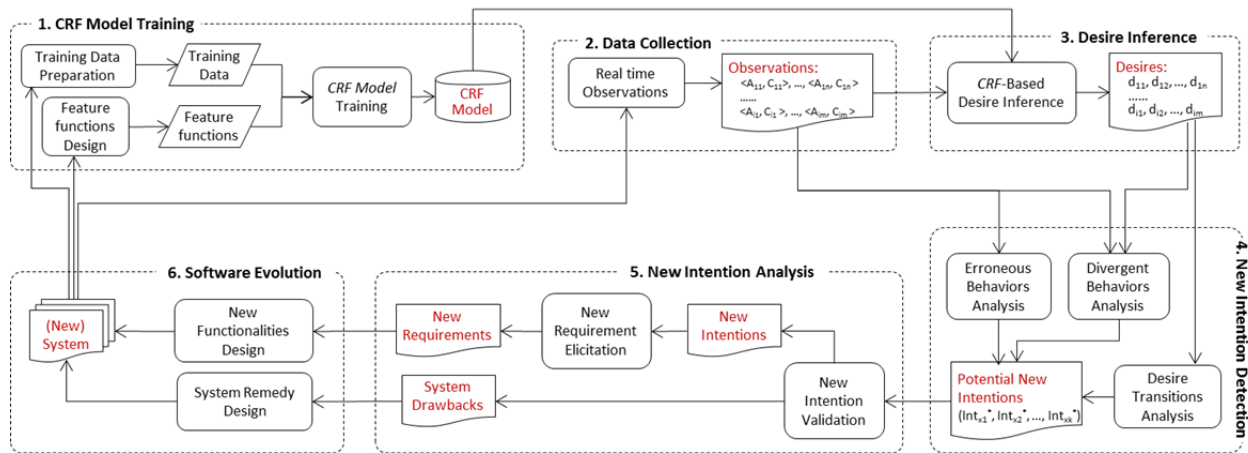 1. CRF Model Training
Training Data
Preparation
Training
Data
Feature
functions
Design
Feature
functions
CRF Model
Training
CRF
Model
2. Data Collection
Real time
Observations
Observations:
<A11, C11>, ..., <A1n, C1n>
......
<Ai1, Ci1>, ..., <Aim, Cim>
3. Desire Inference
CRF-Based
Desire Inference
Desires:
d11, d12, ..., d1n
......
di1, di2, ..., dim
4. New Intention Detection
Erroneous
Behaviors
Analysis
Divergent
Behaviors
Analysis
Potential New
Intentions
(Intx1*, Intx2*, ..., Intxk*)
Desire
Transitions
Analysis
5. New Intention Analysis
New
Requirements
New
Requirement
Elicitation
New
Intentions
System
Drawbacks
New
Intention
Validation
6. Software Evolution
(New)
System
New
Functionalities
Design
System Remedy
Design